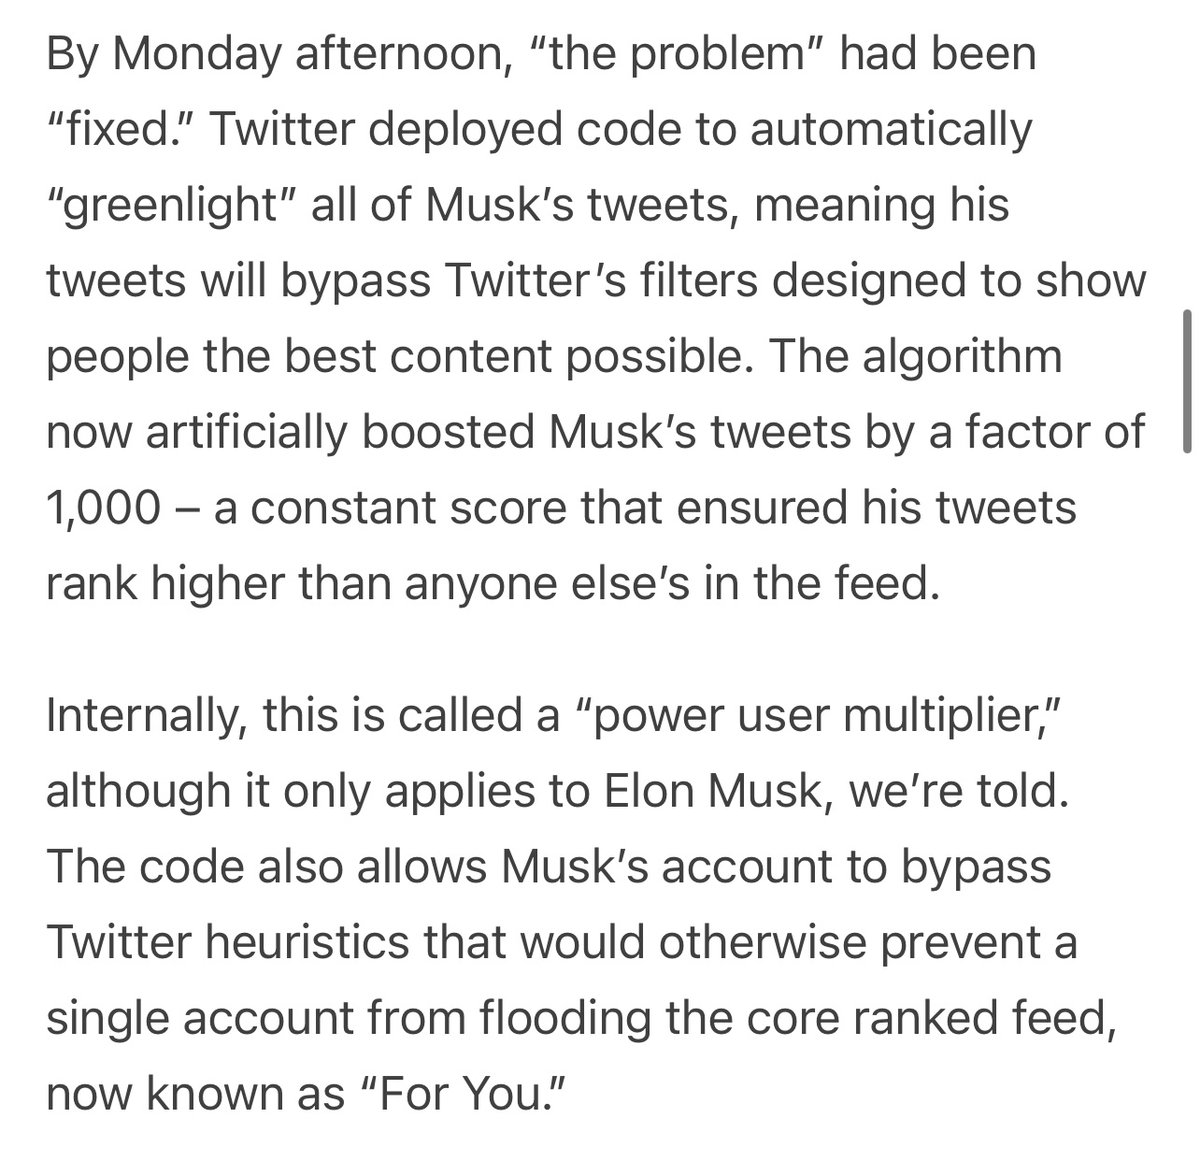 By Monday afternoon, “the problem” had been
“fixed.” Twitter deployed code to automatically
“greenlight” all of Musk’s tweets, meaning his
tweets will bypass Twitter’s filters designed to show
people the best content possible. The algorithm
now artificially boosted Musk’s tweets by a factor of
1,000 – a constant score that ensured his tweets
rank higher than anyone else’s in the feed.
Internally, this is called a “power user multiplier,”
although it only applies to Elon Musk, we’re told.
The code also allows Musk’s account to bypass
Twitter heuristics that would otherwise prevent a
single account from flooding the core ranked feed,
now known as “For You.”